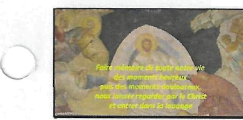 Faire mémoire de toute notre vie
des moments heureux
puis des moments douloureux,
nous laisser regarder par le Christ
et entrer dans la louange